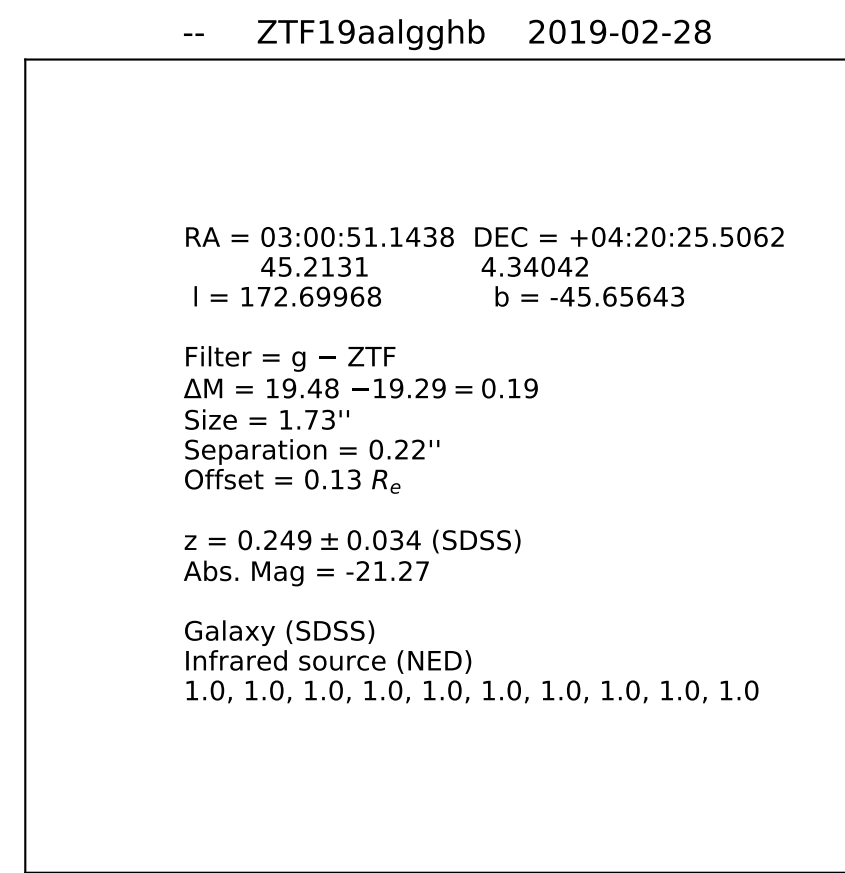 -- ZTF19aalgghb 2019-02-28
RA = 03:00:51.1438 DEC = +04:20:25.5062
45.2131 4.34042
l = 172.69968 b = -45.65643
Filter = g − ZTF
ΔM = 19.48 −19.29 = 0.19
Size = 1.73''
Separation = 0.22''
Offset = 0.13 Rₑ
z = 0.249 ± 0.034 (SDSS)
Abs. Mag = -21.27
Galaxy (SDSS)
Infrared source (NED)
1.0, 1.0, 1.0, 1.0, 1.0, 1.0, 1.0, 1.0, 1.0, 1.0